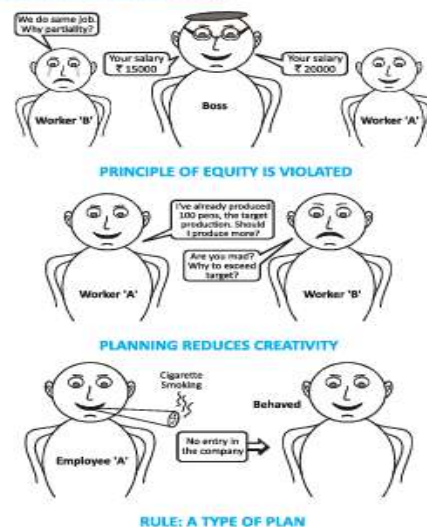 We do same job.
Why partiality?
Your salary
₹ 15000
Your salary
₹ 20000
Worker 'B'
Boss
Worker 'A'
PRINCIPLE OF EQUITY IS VIOLATED
I've already produced
100 pens, the target
production. Should
I produce more?
Are you mad?
Why to exceed
target?
Worker 'A'
Worker 'B'
PLANNING REDUCES CREATIVITY
Cigarette
Smoking
Behaved
No entry in
the company
Employee 'A'
RULE: A TYPE OF PLAN